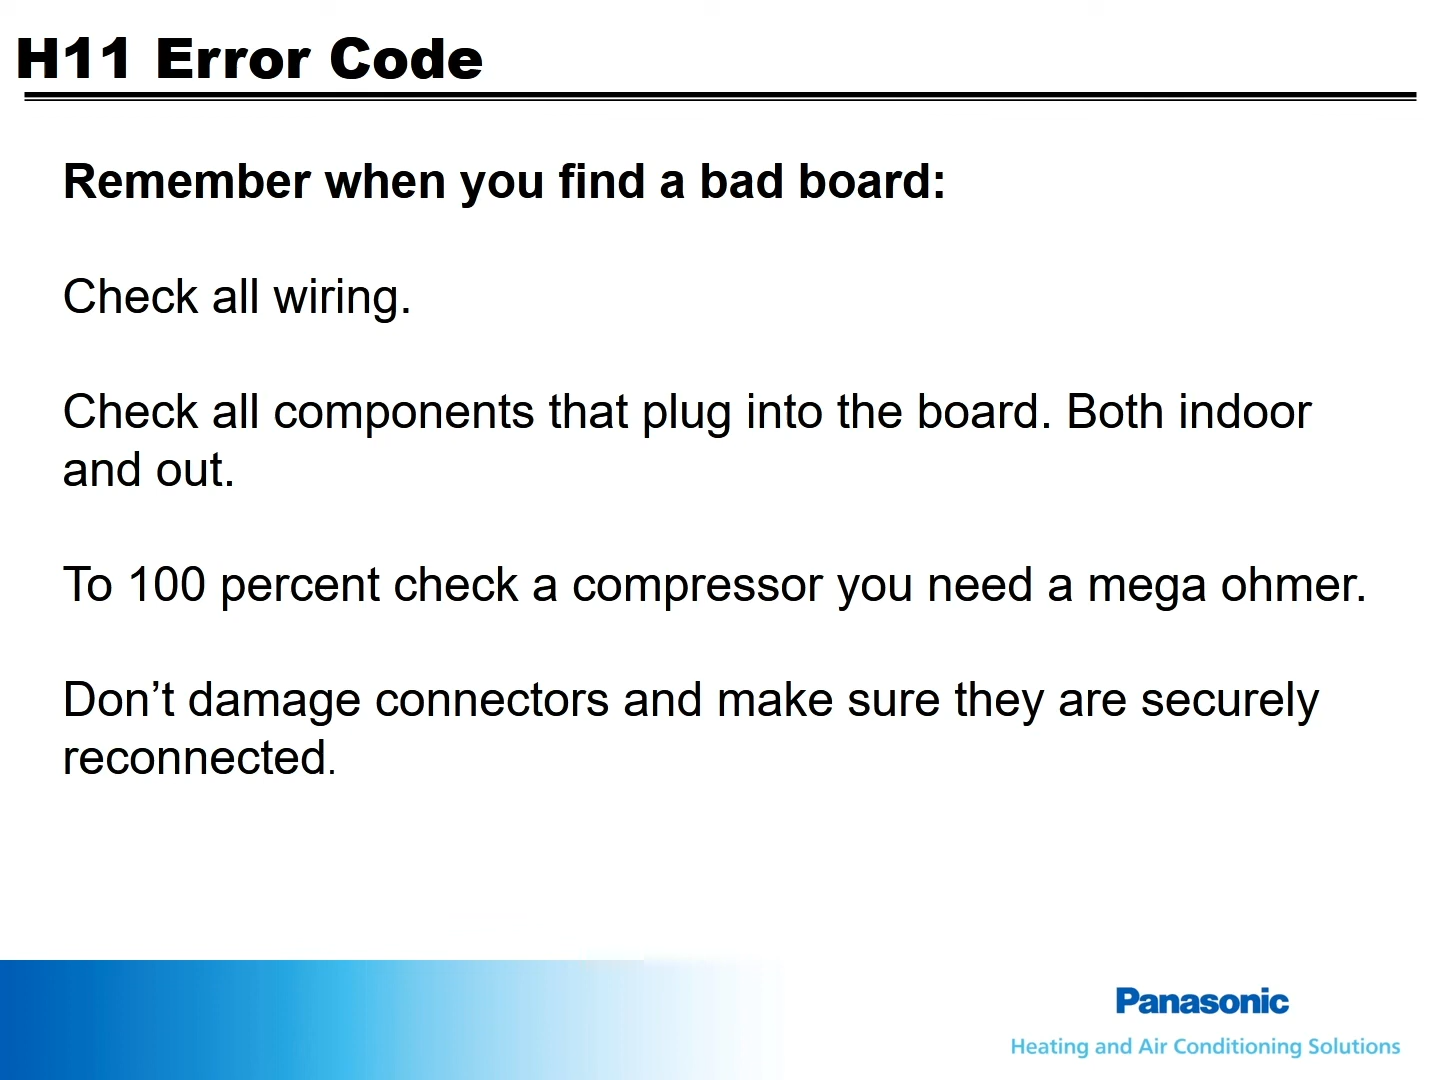 H11 Error Code
Remember when you find a bad board:
Check all wiring.
Check all components that plug into the board. Both indoor
and out.
To 100 percent check a compressor you need a mega ohmer.
Don’t damage connectors and make sure they are securely
reconnected.
Panasonic
Heating and Air Conditioning Solutions